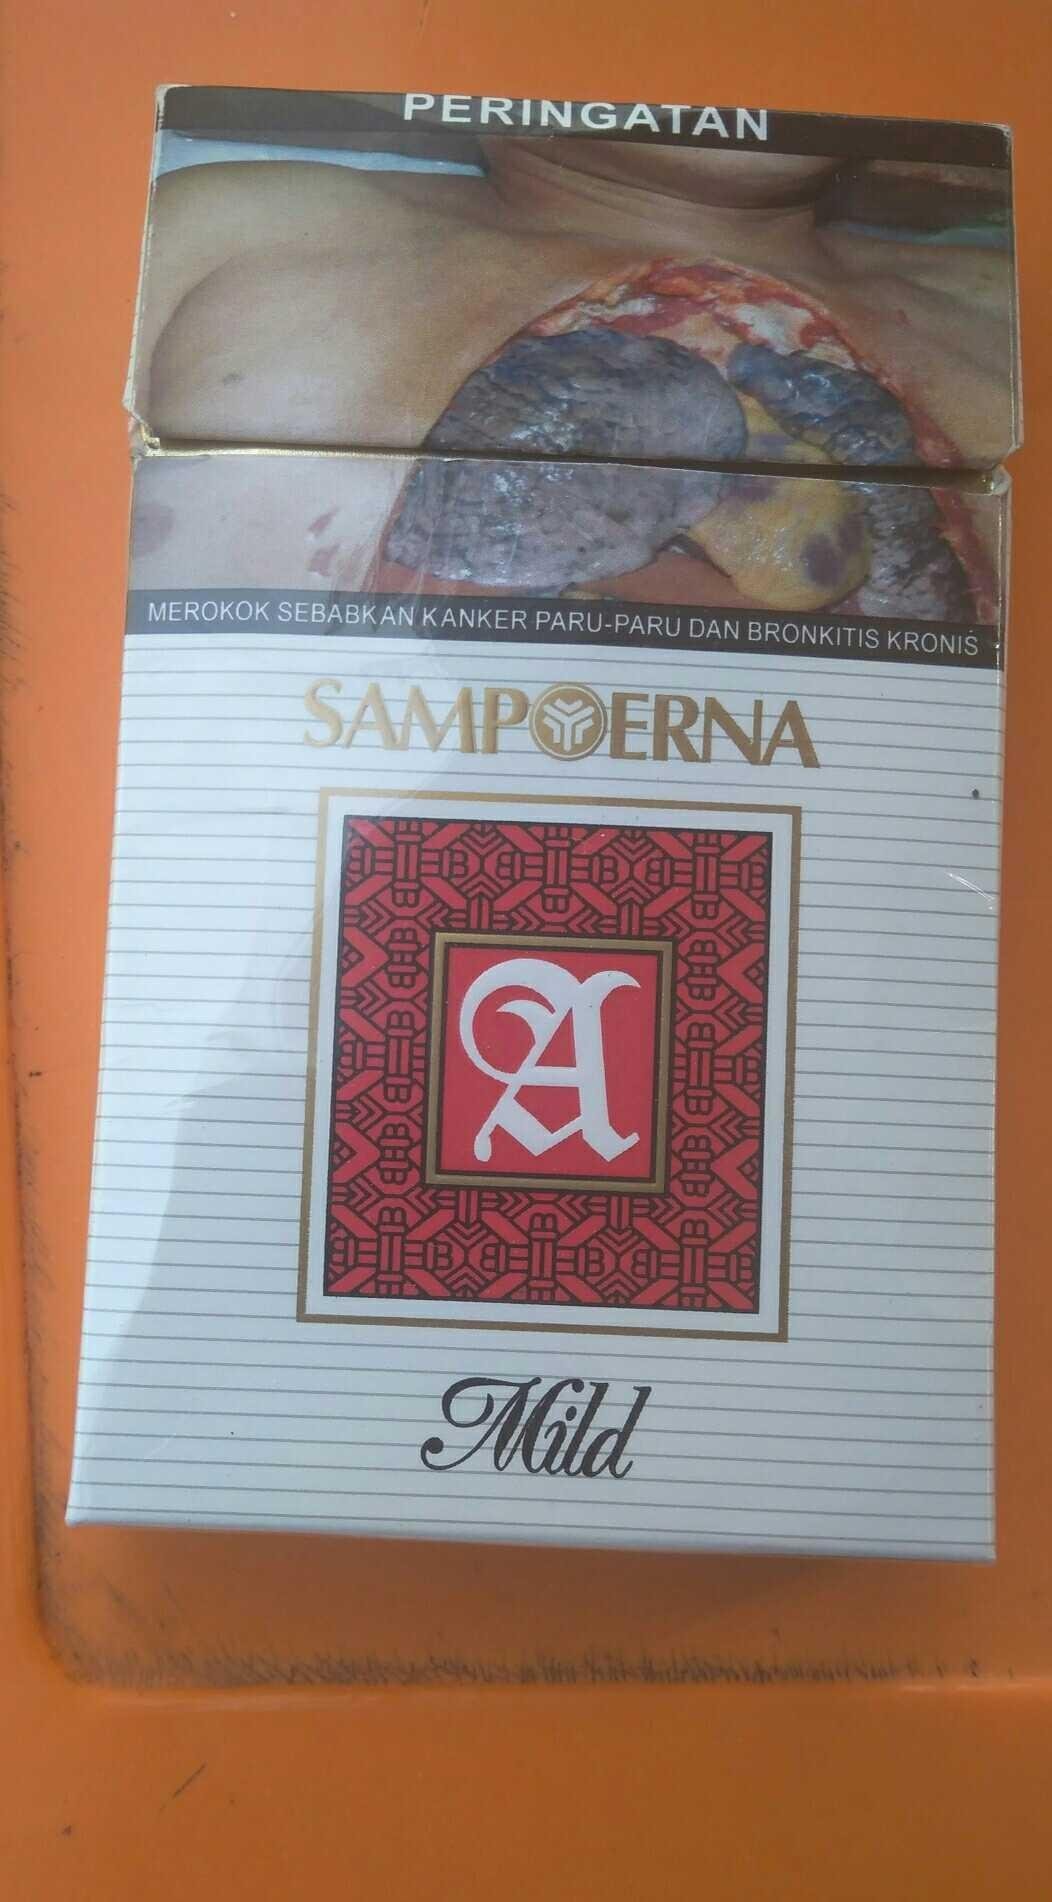 PERINGATAN
MEROKOK SEBABKAN KANKER PARU-PARU DAN BRONKITIS KRONIS
SAMPOERNA
A
Mild